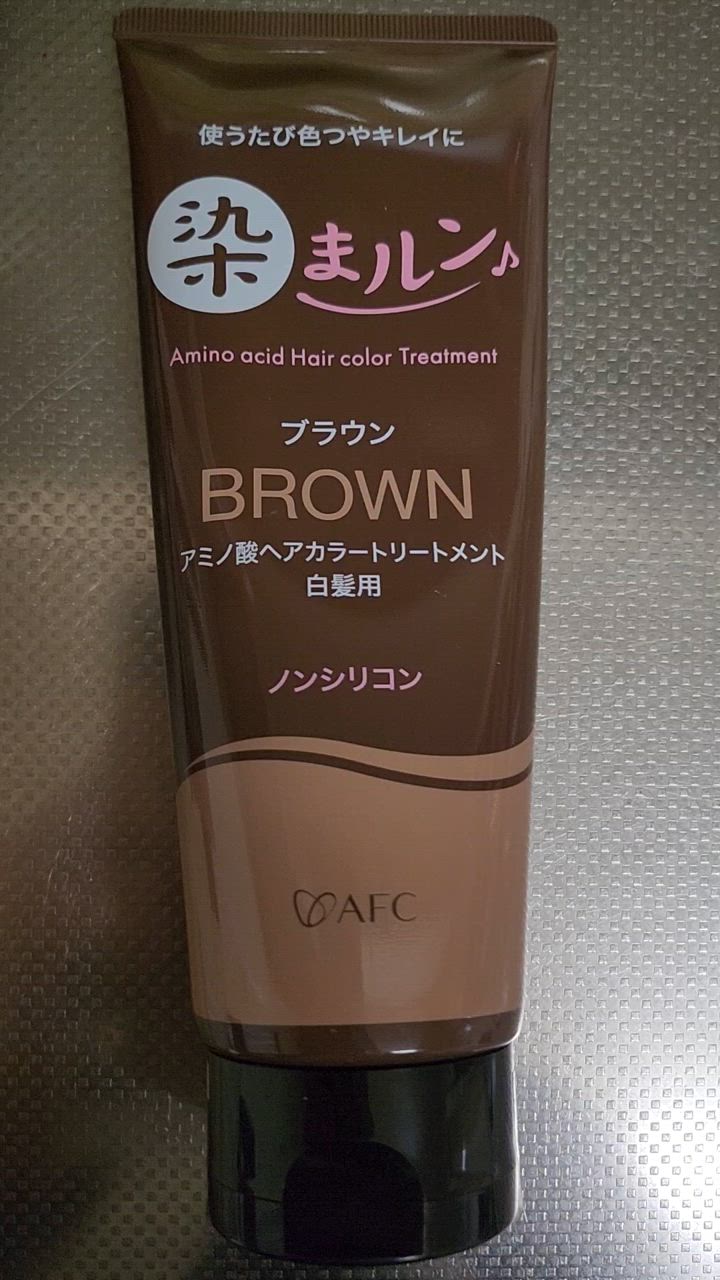 使うたび色つやキレイに
染まルン♪
Amino acid Hair color Treatment
ブラウン
BROWN
アミノ酸ヘアカラートリートメント
白髪用
ノンシリコン
AFC